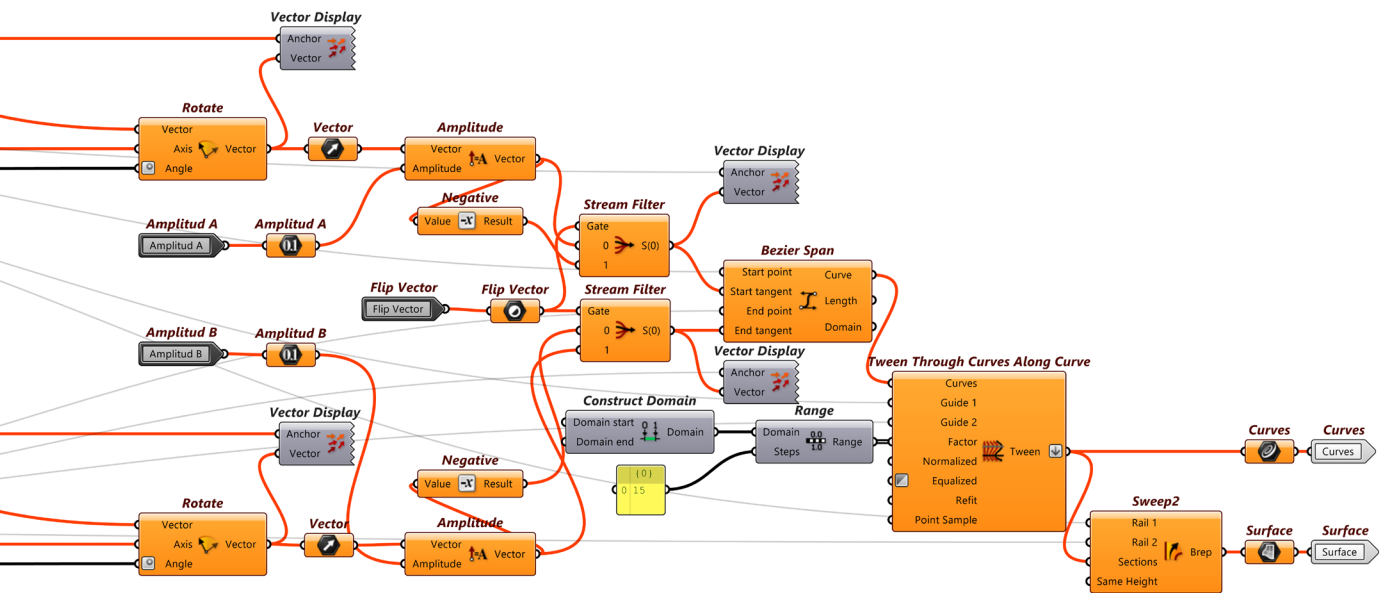 Vector Display
Anchor
Vector
Rotate
Vector
Axis
Vector
Angle
Vector
Amplitude
Vector
Amplitude
Vector
Vector Display
Anchor
Vector
Negative
Value
-x
Result
Stream Filter
Gate
0
1
S(0)
Amplitud A
Amplitud A
Amplitud A
0.1
Bezier Span
Start point
Start tangent
End point
End tangent
Curve
Length
Domain
Flip Vector
Flip Vector
Flip Vector
Stream Filter
Gate
0
1
S(0)
Amplitud B
Amplitud B
Amplitud B
0.1
Vector Display
Anchor
Vector
Tween Through Curves Along Curve
Curves
Guide 1
Guide 2
Factor
Normalized
Equalized
Refit
Point Sample
Tween
Construct Domain
Domain start
Domain end
0 1
Domain
Range
Domain
Steps
0.0
1.0
Range
{0}
0 15
Vector Display
Anchor
Vector
Curves
Curves
Curves
Negative
Value
-x
Result
Rotate
Vector
Axis
Vector
Angle
Vector
Amplitude
Vector
Amplitude
A
Vector
Sweep2
Rail 1
Rail 2
Sections
Same Height
Brep
Surface
Surface
Surface